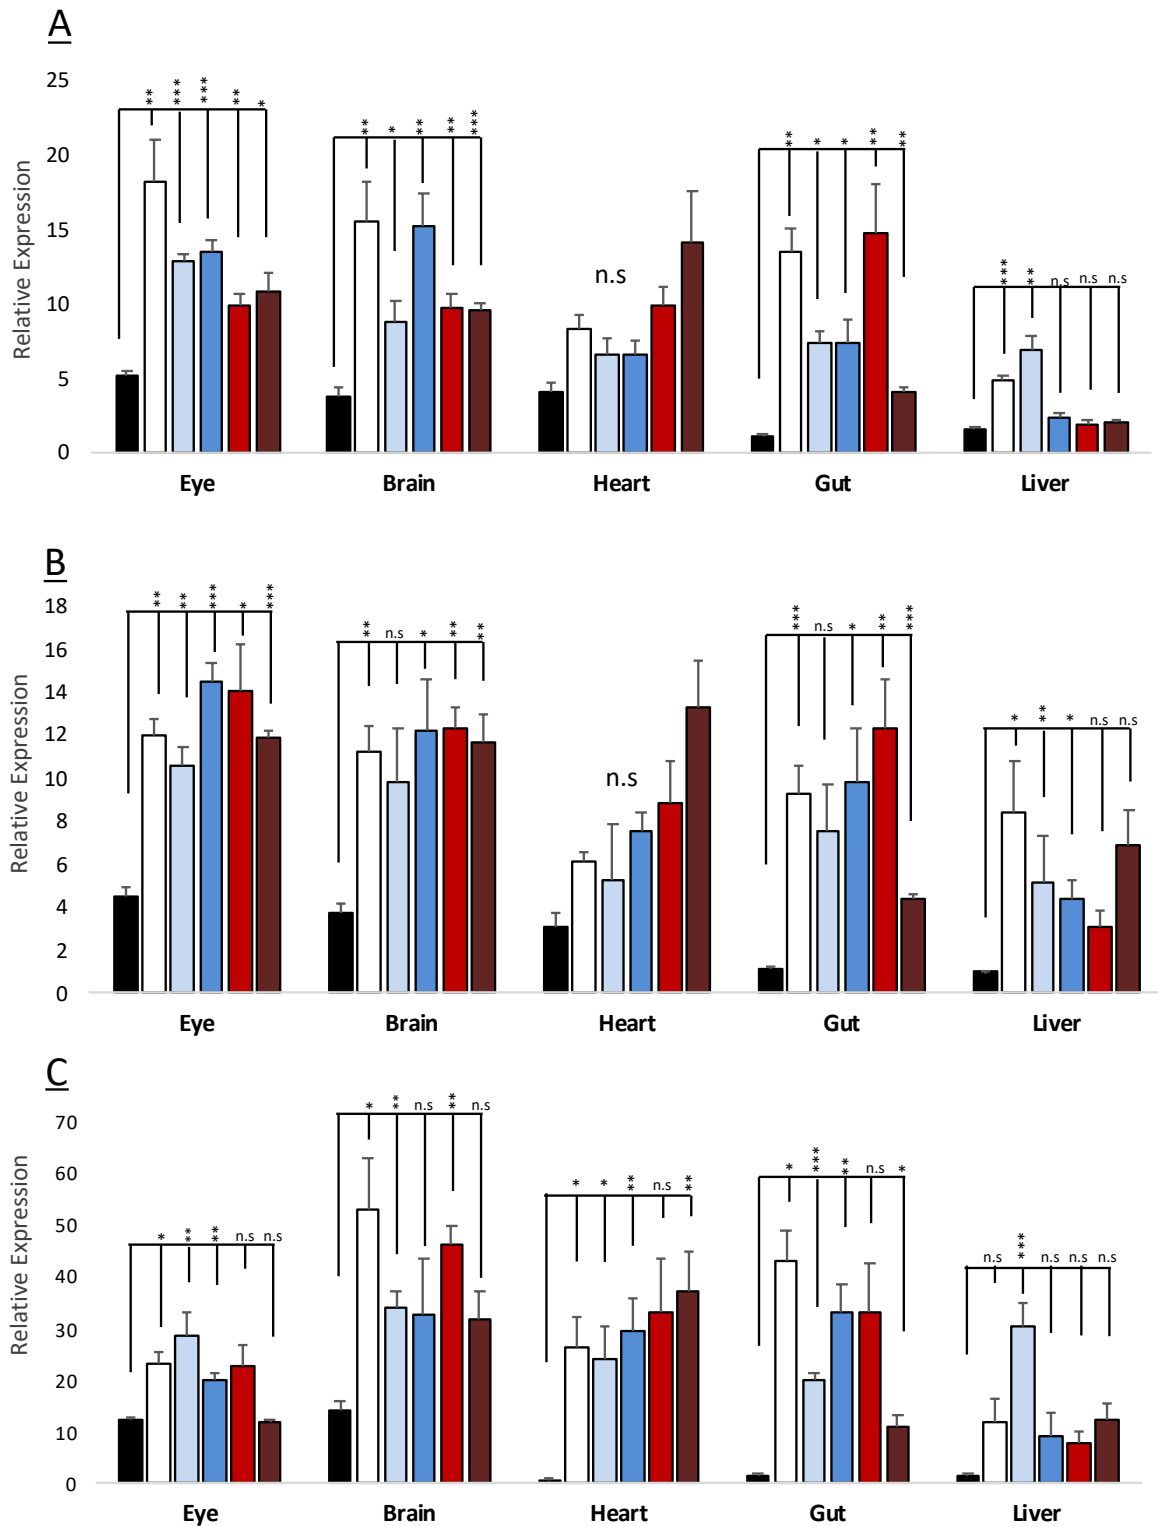 A
25
** *** *** ** *
** * ** ** ***
** * * ** **
20
15
n.s
*** ** n.s n.s n.s
10
5
0
Relative Expression
Eye Brain Heart Gut Liver
B
** ** *** * ***
18
** n.s * ** **
*** n.s * ** ***
16
14
12
* ** * n.s n.s
10
n.s
8
6
4
2
0
Relative Expression
Eye Brain Heart Gut Liver
C
* ** n.s ** n.s
70
60
* *** ** n.s *
* * ** n.s **
50
* ** ** n.s n.s
n.s *** n.s n.s n.s
40
30
20
10
0
Relative Expression
Eye Brain Heart Gut Liver